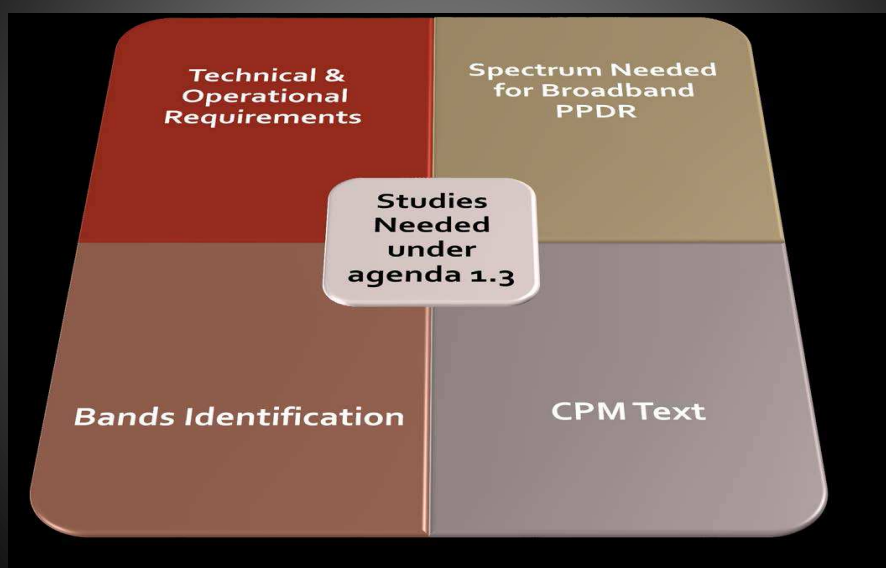 Technical &
Operational
Requirements
Spectrum Needed
for Broadband
PPDR
Studies
Needed
under
agenda 1.3
Bands Identification
CPM Text